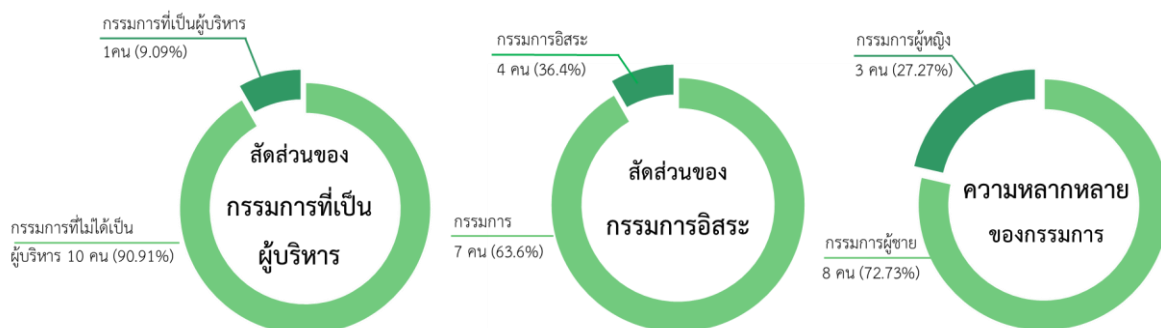 กรรมการที่เป็นผู้บริหาร
1คน (9.09%)
สัดส่วนของ
กรรมการที่เป็น
ผู้บริหาร
กรรมการที่ไม่ได้เป็น
ผู้บริหาร 10 คน (90.91%)
กรรมการอิสระ
4 คน (36.4%)
สัดส่วนของ
กรรมการอิสระ
กรรมการ
7 คน (63.6%)
กรรมการผู้หญิง
3 คน (27.27%)
ความหลากหลาย
ของกรรมการ
กรรมการผู้ชาย
8 คน (72.73%)